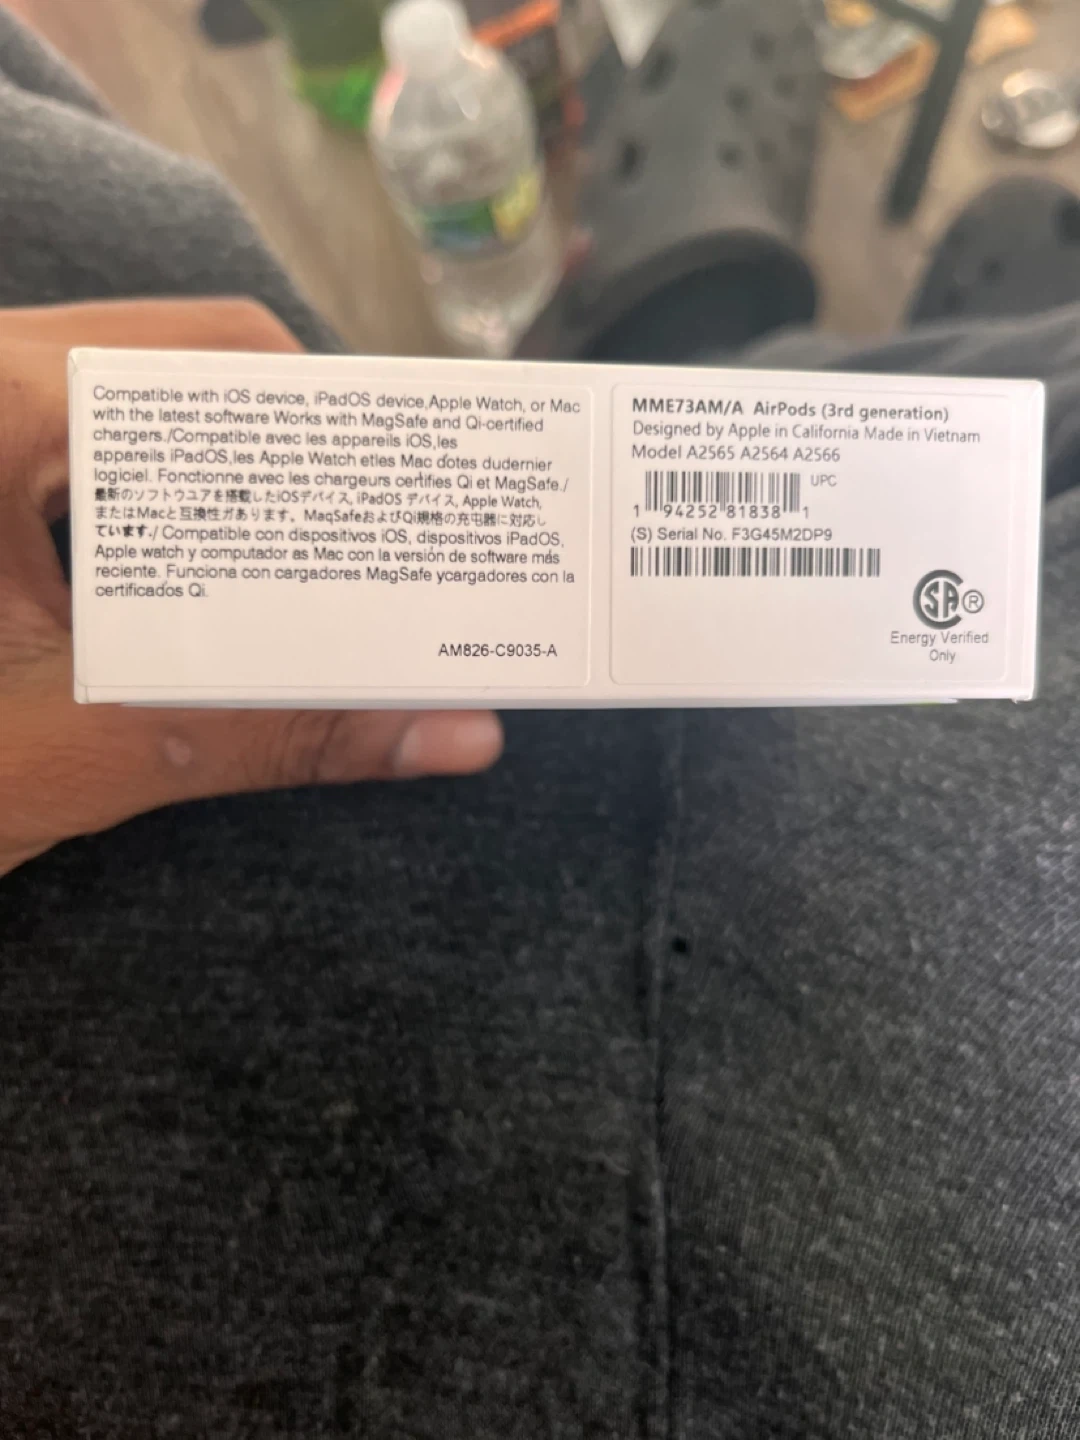 Compatible with iOS device, iPadOS device,Apple Watch, or Mac
with the latest software Works with MagSafe and Qi-certified
chargers./Compatible avec les appareils iOS,les
appareils iPadOS,les Apple Watch etles Mac dotes dudernier
logiciel. Fonctionne avec les chargeurs certifies Qi et MagSafe./
最新のソフトウユアを搭載したiOSデバイス, iPadOS デバイス, Apple Watch,
またはMacと互換性があります。MaqSafeおよびQi規格の充电器に対応し
ています./ Compatible con dispositivos iOS, dispositivos iPadOS,
Apple watch y computador as Mac con la versión de software más
reciente. Funciona con cargadores MagSafe ycargadores con la
certificados Qi.
AM826-C9035-A
MME73AM/A AirPods (3rd generation)
Designed by Apple in California Made in Vietnam
Model A2565 A2564 A2566
UPC
1 94252 81838 1
(S) Serial No. F3G45M2DP9
SA ®
Energy Verified
Only